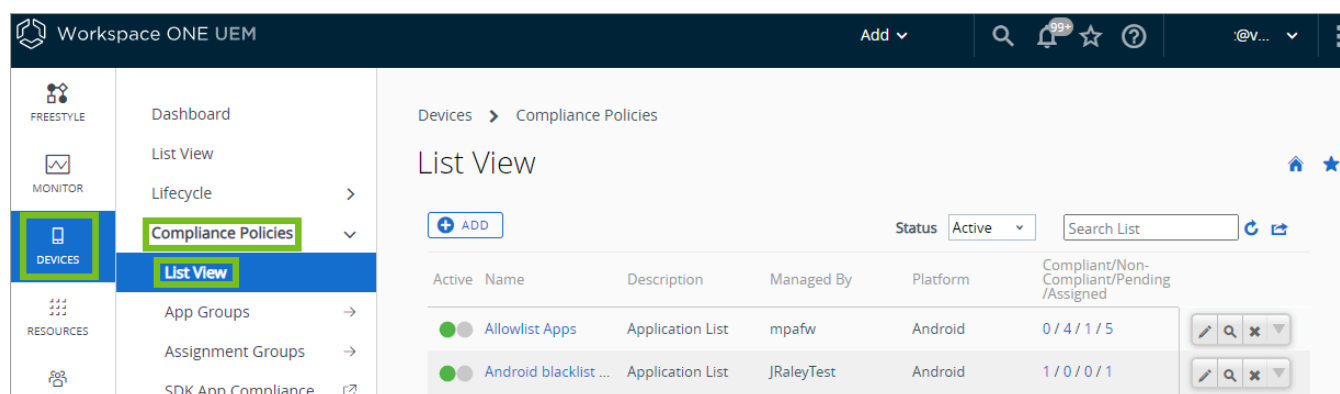 Workspace ONE UEM
Add
99+
:@v...
FREESTYLE
MONITOR
DEVICES
RESOURCES
Dashboard
List View
Lifecycle
Compliance Policies
List View
App Groups
Assignment Groups
SDK App Compliance
Devices > Compliance Policies
List View
ADD
Status Active Search List
Active Name Description Managed By Platform Compliant/Non-
Compliant/Pending
/Assigned
Allowlist Apps Application List mpafw Android 0 / 4 / 1 / 5
Android blacklist ... Application List JRaleyTest Android 1 / 0 / 0 / 1